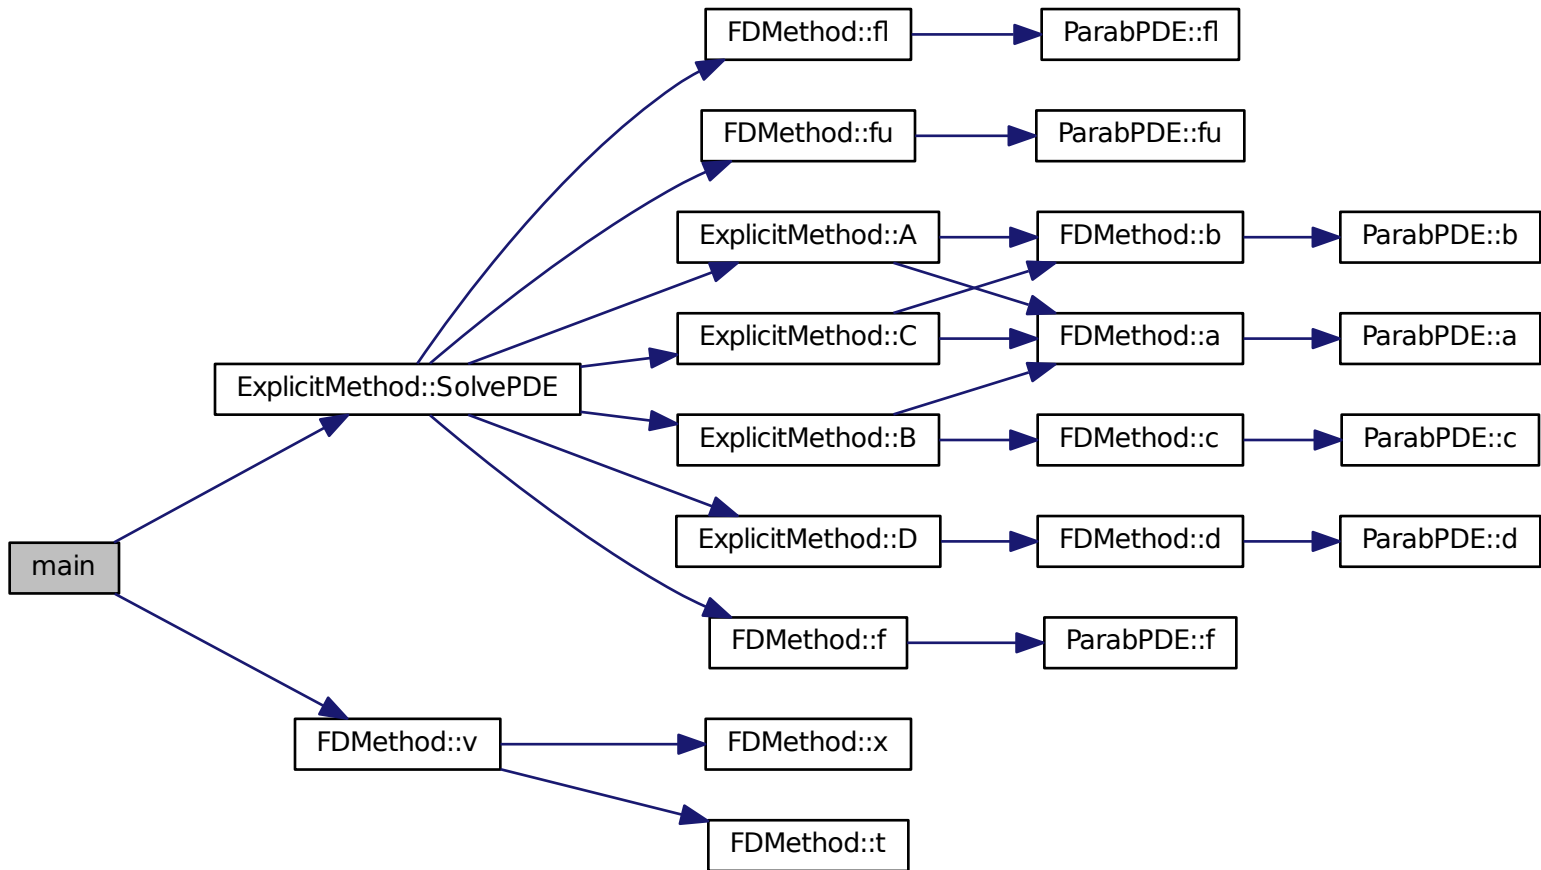 FDMethod::fl
ParabPDE::fl
FDMethod::fu
ParabPDE::fu
ExplicitMethod::A
FDMethod::b
ParabPDE::b
ExplicitMethod::C
FDMethod::a
ParabPDE::a
ExplicitMethod::SolvePDE
ExplicitMethod::B
FDMethod::c
ParabPDE::c
ExplicitMethod::D
FDMethod::d
ParabPDE::d
main
FDMethod::f
ParabPDE::f
FDMethod::v
FDMethod::x
FDMethod::t